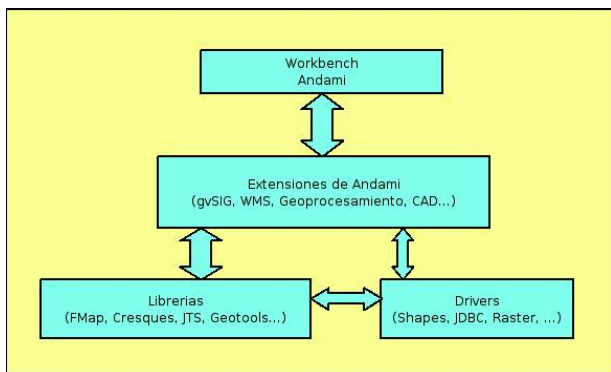 Workbench
Andami
Extensiones de Andami
(gvSIG, WMS, Geoprocesamiento, CAD...)
Librerias
(FMap, Cresques, JTS, Geotools...)
Drivers
(Shapes, JDBC, Raster, ...)